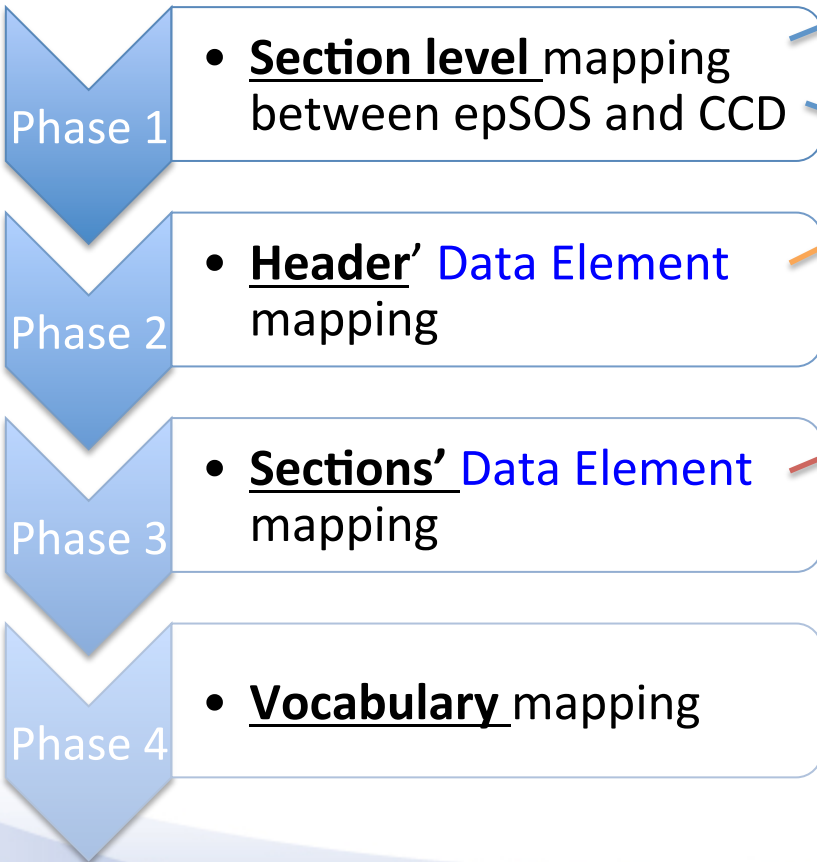 Phase 1
• Section level mapping
between epSOS and CCD
Phase 2
• Header’ Data Element
mapping
Phase 3
• Sections’ Data Element
mapping
Phase 4
• Vocabulary mapping